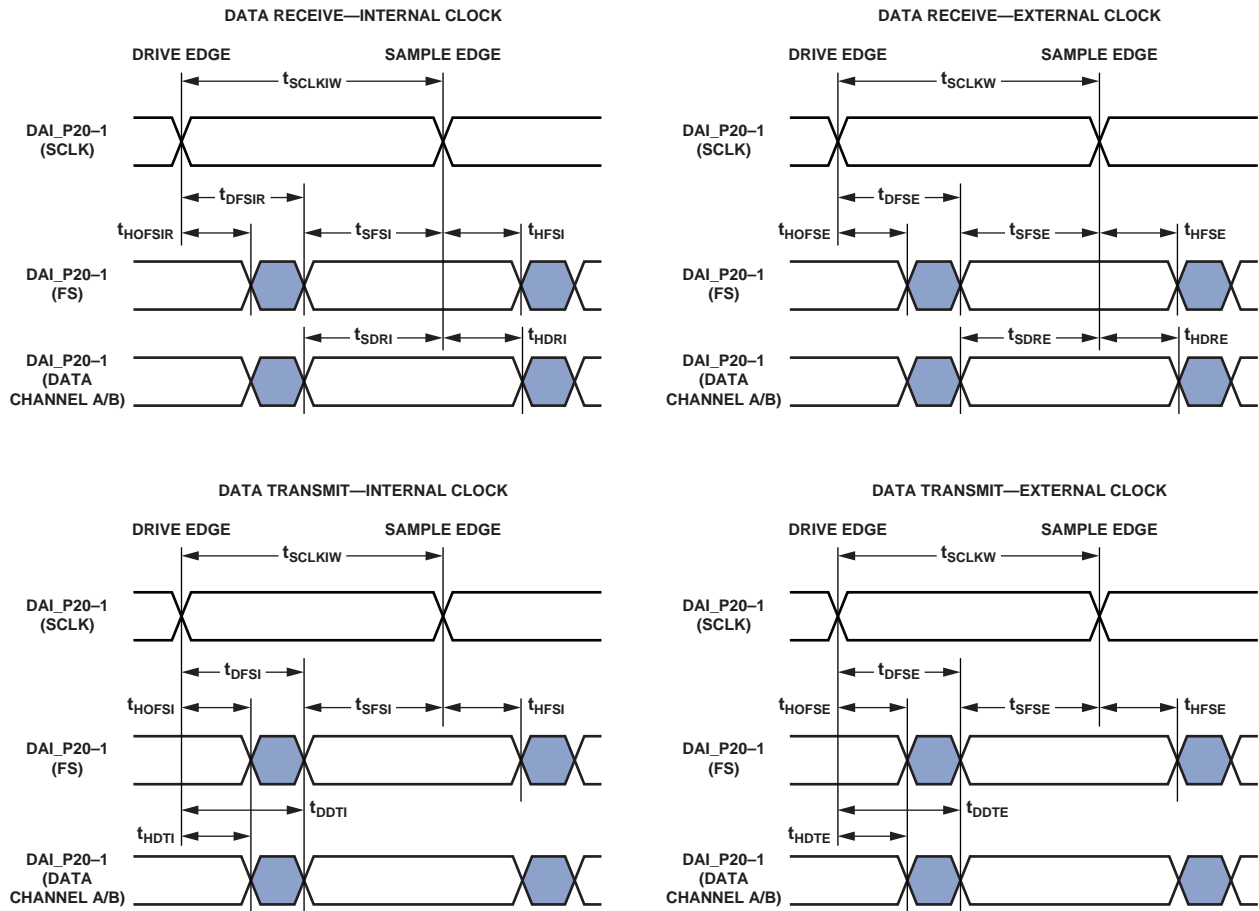 DATA RECEIVE—INTERNAL CLOCK
DRIVE EDGE
SAMPLE EDGE
tSCLKIW
DAI_P20–1
(SCLK)
tDFSIR
tHOFSIR
tSFSI
tHFSI
DAI_P20–1
(FS)
tSDRI
tHDRI
DAI_P20–1
(DATA
CHANNEL A/B)
DATA RECEIVE—EXTERNAL CLOCK
DRIVE EDGE
SAMPLE EDGE
tSCLKW
DAI_P20–1
(SCLK)
tDFSE
tHOFSE
tSFSE
tHFSE
DAI_P20–1
(FS)
tSDRE
tHDRE
DAI_P20–1
(DATA
CHANNEL A/B)
DATA TRANSMIT—INTERNAL CLOCK
DRIVE EDGE
SAMPLE EDGE
tSCLKIW
DAI_P20–1
(SCLK)
tDFSI
tHOFSI
tSFSI
tHFSI
DAI_P20–1
(FS)
tDDTI
tHDTI
DAI_P20–1
(DATA
CHANNEL A/B)
DATA TRANSMIT—EXTERNAL CLOCK
DRIVE EDGE
SAMPLE EDGE
tSCLKW
DAI_P20–1
(SCLK)
tDFSE
tHOFSE
tSFSE
tHFSE
DAI_P20–1
(FS)
tDDTE
tHDTE
DAI_P20–1
(DATA
CHANNEL A/B)